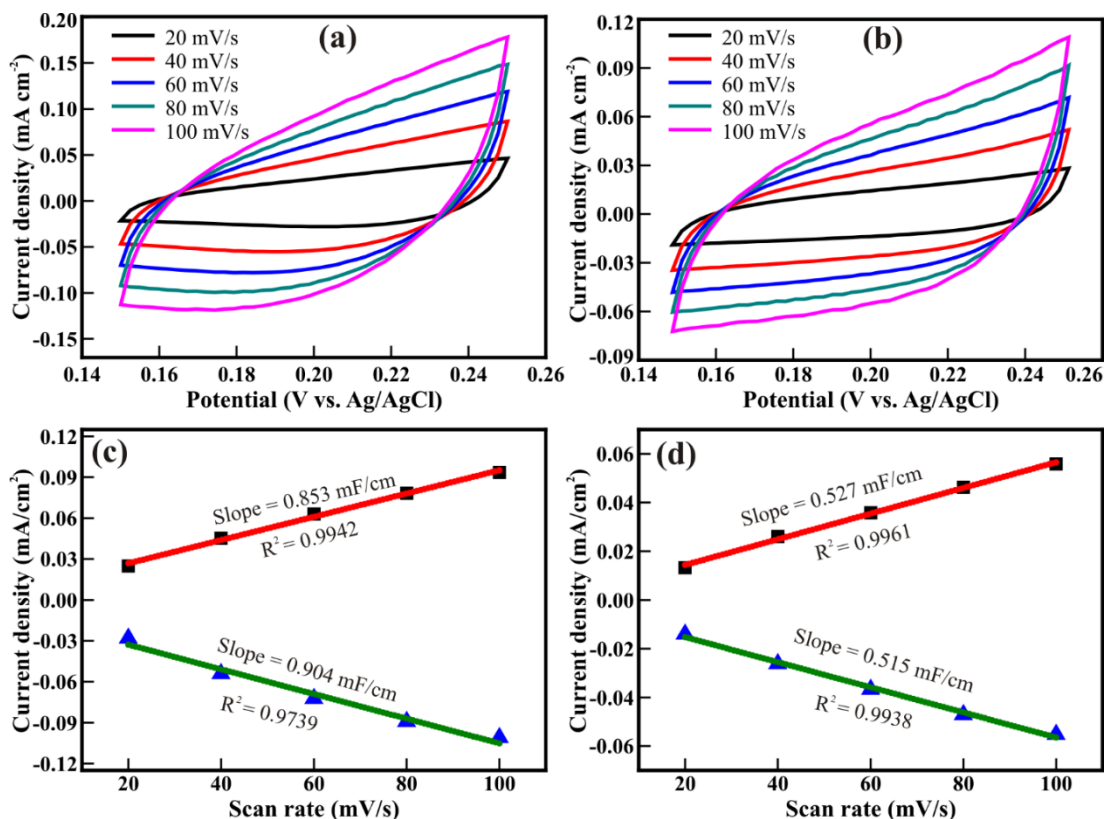 (a)
20 mV/s
40 mV/s
60 mV/s
80 mV/s
100 mV/s
0.20
0.15
0.10
0.05
0.00
-0.05
-0.10
-0.15
Current density (mA cm⁻²)
0.14 0.16 0.18 0.20 0.22 0.24 0.26
Potential (V vs. Ag/AgCl)
(b)
20 mV/s
40 mV/s
60 mV/s
80 mV/s
100 mV/s
0.12
0.09
0.06
0.03
0.00
-0.03
-0.06
-0.09
Current density (mA cm⁻²)
0.14 0.16 0.18 0.20 0.22 0.24 0.26
Potential (V vs. Ag/AgCl)
(c)
0.12
0.09
0.06
0.03
0.00
-0.03
-0.06
-0.09
-0.12
Current density (mA/cm²)
Slope = 0.853 mF/cm
R² = 0.9942
Slope = 0.904 mF/cm
R² = 0.9739
20 40 60 80 100
Scan rate (mV/s)
(d)
0.06
0.04
0.02
0.00
-0.02
-0.04
-0.06
Current density (mA/cm²)
Slope = 0.527 mF/cm
R² = 0.9961
Slope = 0.515 mF/cm
R² = 0.9938
20 40 60 80 100
Scan rate (mV/s)